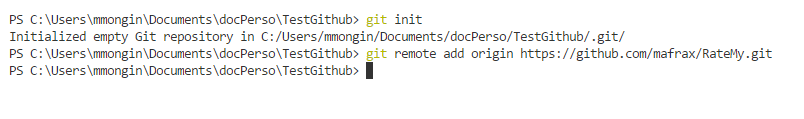 PS C:\Users\mmongin\Documents\docPerso\TestGithub> git init
Initialized empty Git repository in C:/Users/mmongin/Documents/docPerso/TestGithub/.git/
PS C:\Users\mmongin\Documents\docPerso\TestGithub> git remote add origin https://github.com/mafrax/RateMy.git
PS C:\Users\mmongin\Documents\docPerso\TestGithub>